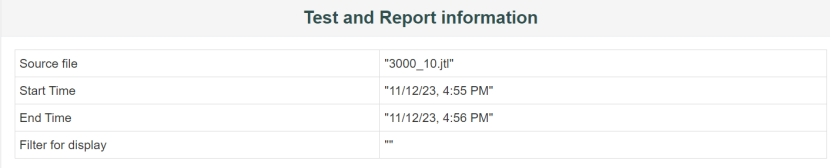 Test and Report information
Source file "3000_10.jtl"
Start Time "11/12/23, 4:55 PM"
End Time "11/12/23, 4:56 PM"
Filter for display ""